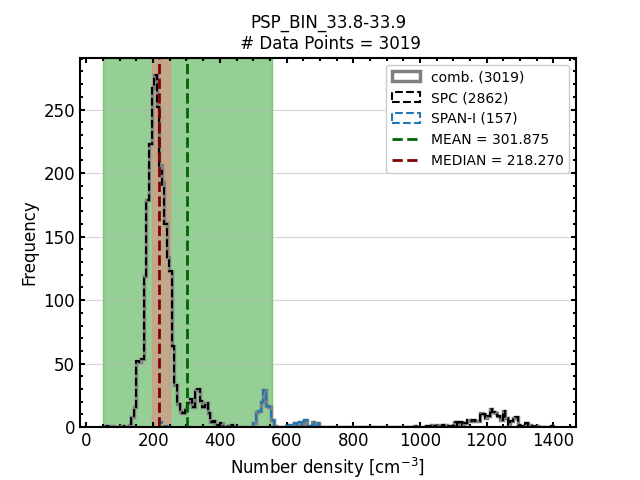 PSP_BIN_33.8-33.9
# Data Points = 3019
comb. (3019)
SPC (2862)
SPAN-I (157)
MEAN = 301.875
MEDIAN = 218.270
Frequency
250
200
150
100
50
0
0 200 400 600 800 1000 1200 1400
Number density [cm⁻³]